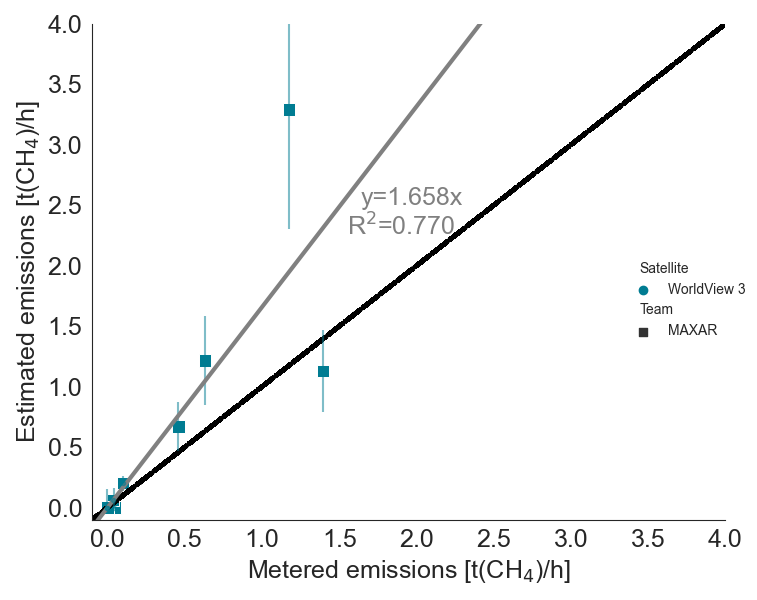 4.0
3.5
3.0
2.5
2.0
1.5
1.0
0.5
0.0
Estimated emissions [t(CH₄)/h]
y=1.658x
R²=0.770
Satellite
WorldView 3
Team
MAXAR
0.0 0.5 1.0 1.5 2.0 2.5 3.0 3.5 4.0
Metered emissions [t(CH₄)/h]